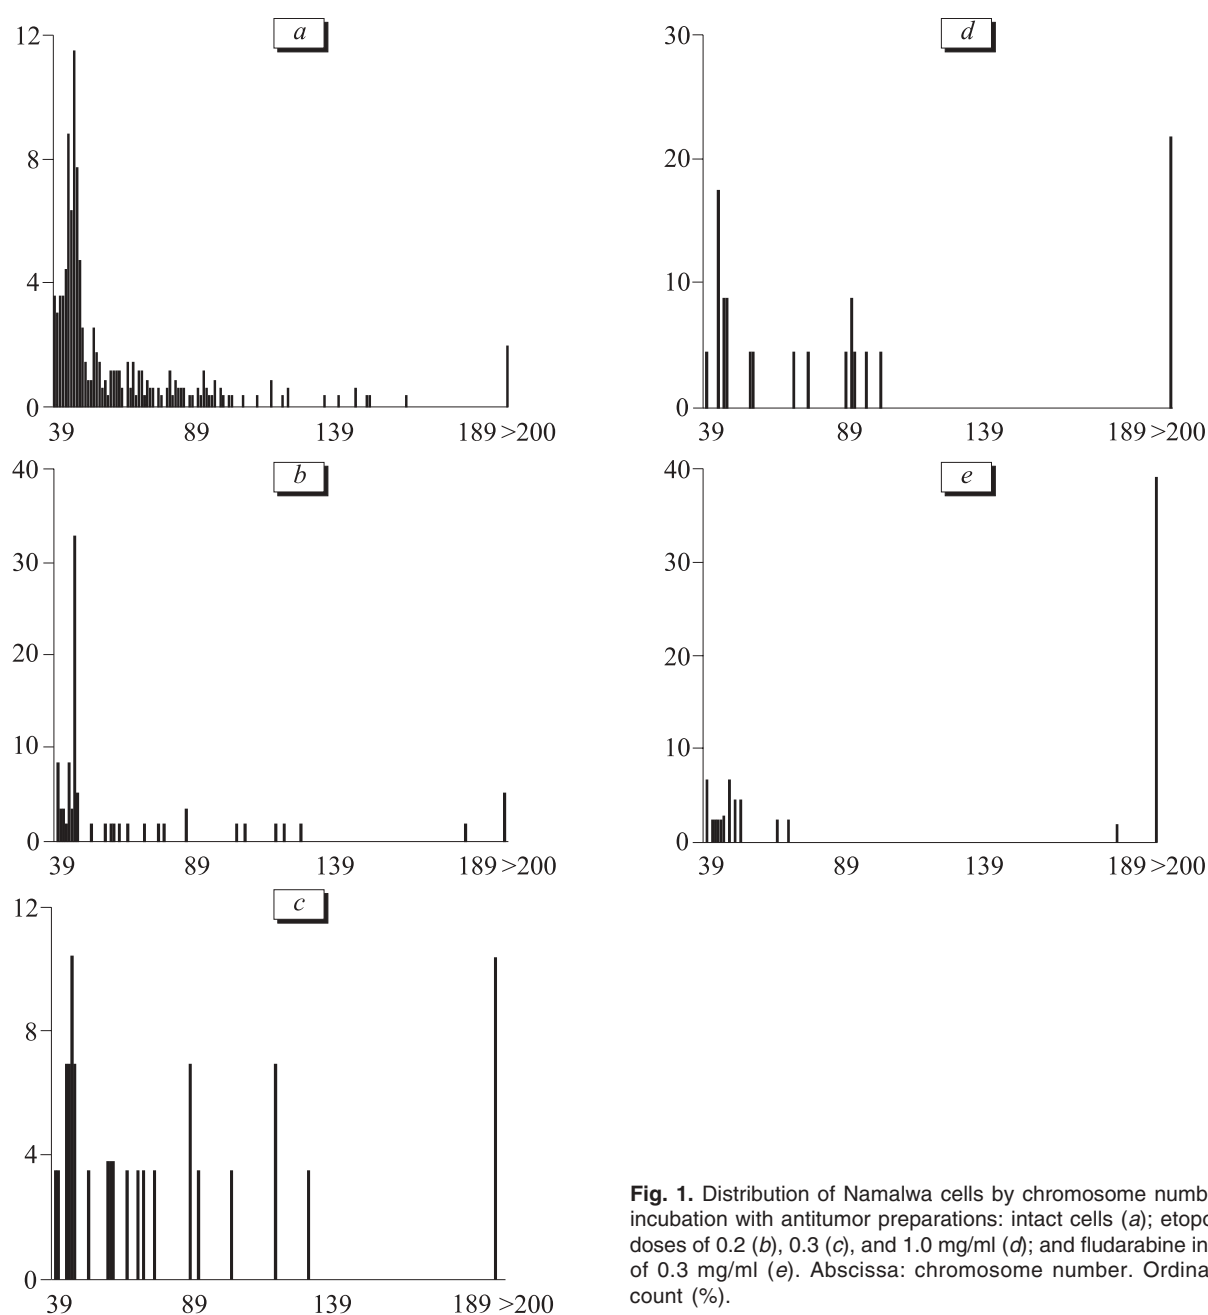 a
12
8
4
0
39 89 139 189 >200
b
40
30
20
10
0
39 89 139 189 >200
c
12
8
4
0
39 89 139 189 >200
d
30
20
10
0
39 89 139 189 >200
e
40
30
20
10
0
39 89 139 189 >200
Fig. 1. Distribution of Namalwa cells by chromosome
incubation with antitumor preparations: intact cells (a);
doses of 0.2 (b), 0.3 (c), and 1.0 mg/ml (d); and fludarabine in
of 0.3 mg/ml (e). Abscissa: chromosome number.
count (%).